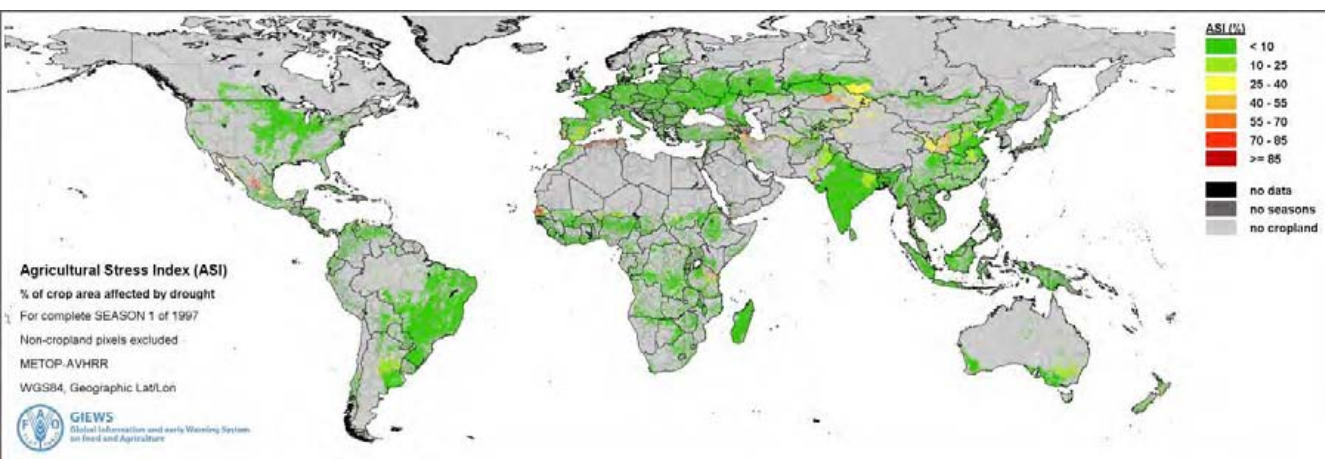 ASI (%)
< 10
10 - 25
25 - 40
40 - 55
55 - 70
70 - 85
>= 85
no data
no seasons
no cropland
Agricultural Stress Index (ASI)
% of crop area affected by drought
For complete SEASON 1 of 1997
Non-cropland pixels excluded
METOP-AVHRR
WGS84, Geographic Lat/Lon
F A O
GIEWS
Global Information and early Warning System
on Food and Agriculture